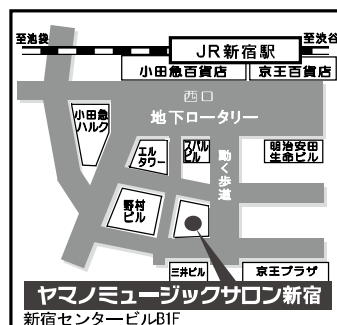 至池袋
JR新宿駅
至渋谷
小田急百貨店
京王百貨店
西口
地下ロータリー
小田急
ハルク
エル
タワー
スバル
ビル
動く歩道
明治安田
生命ビル
野村
ビル
三井ビル
京王プラザ
ヤマノミュージックサロン新宿
新宿センタービルB1F